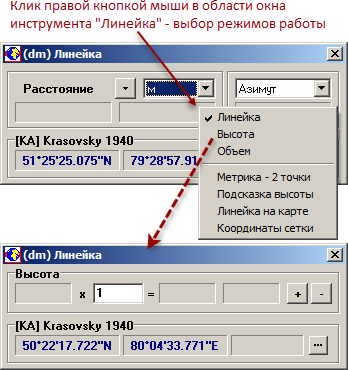 Клик правой кнопкой мыши в области окна
инструмента "Линейка" - выбор режимов работы
(dm) Линейка
Расстояние м Азимут
[KA] Krasovsky 1940
51°25'25.075"N 79°28'57.91
Линейка
Высота
Объем
Метрика - 2 точки
Подсказка высоты
Линейка на карте
Координаты сетки
(dm) Линейка
Высота
x 1 = + -
[KA] Krasovsky 1940
50°22'17.722"N 80°04'33.771"E ...